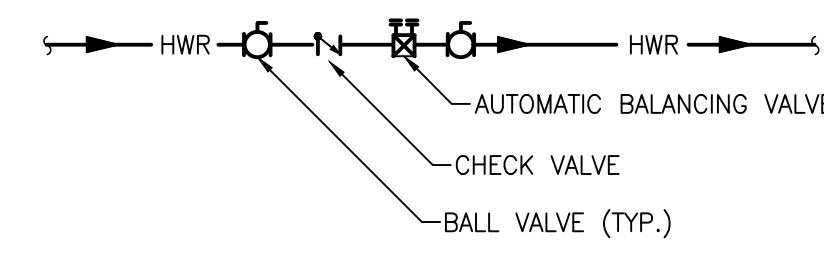 HWR HWR
AUTOMATIC BALANCING VALVE
CHECK VALVE
BALL VALVE (TYP.)